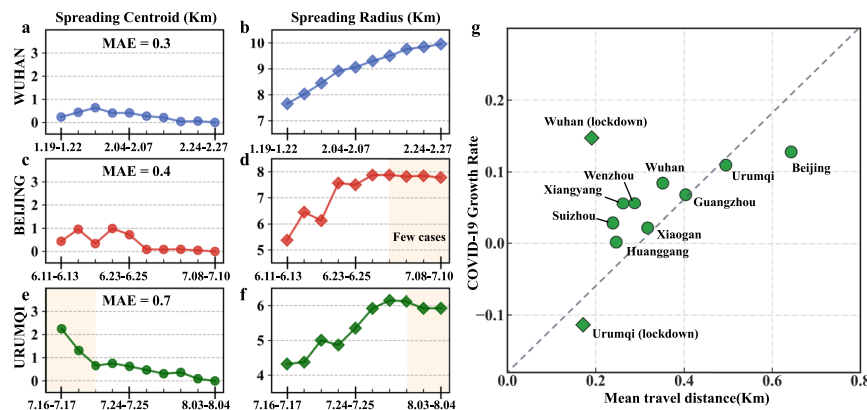 Spreading Centroid (Km)
Spreading Radius (Km)
a
MAE = 0.3
WUHAN
3
2
1
0
1.19-1.22
2.04-2.07
2.24-2.27
b
10
9
8
7
1.19-1.22
2.04-2.07
2.24-2.27
c
MAE = 0.4
BEIJING
3
2
1
0
6.11-6.13
6.23-6.25
7.08-7.10
d
8
7
6
5
Few cases
6.11-6.13
6.23-6.25
7.08-7.10
e
MAE = 0.7
URUMQI
3
2
1
0
7.16-7.17
7.24-7.25
8.03-8.04
f
6
5
4
7.16-7.17
7.24-7.25
8.03-8.04
g
COVID-19 Growth Rate
0.2
0.1
0.0
−0.1
Wuhan (lockdown)
Wuhan
Beijing
Wenzhou
Urumqi
Xiangyang
Guangzhou
Suizhou
Xiaogan
Huanggang
Urumqi (lockdown)
0.0
0.2
0.4
0.6
0.8
Mean travel distance(Km)